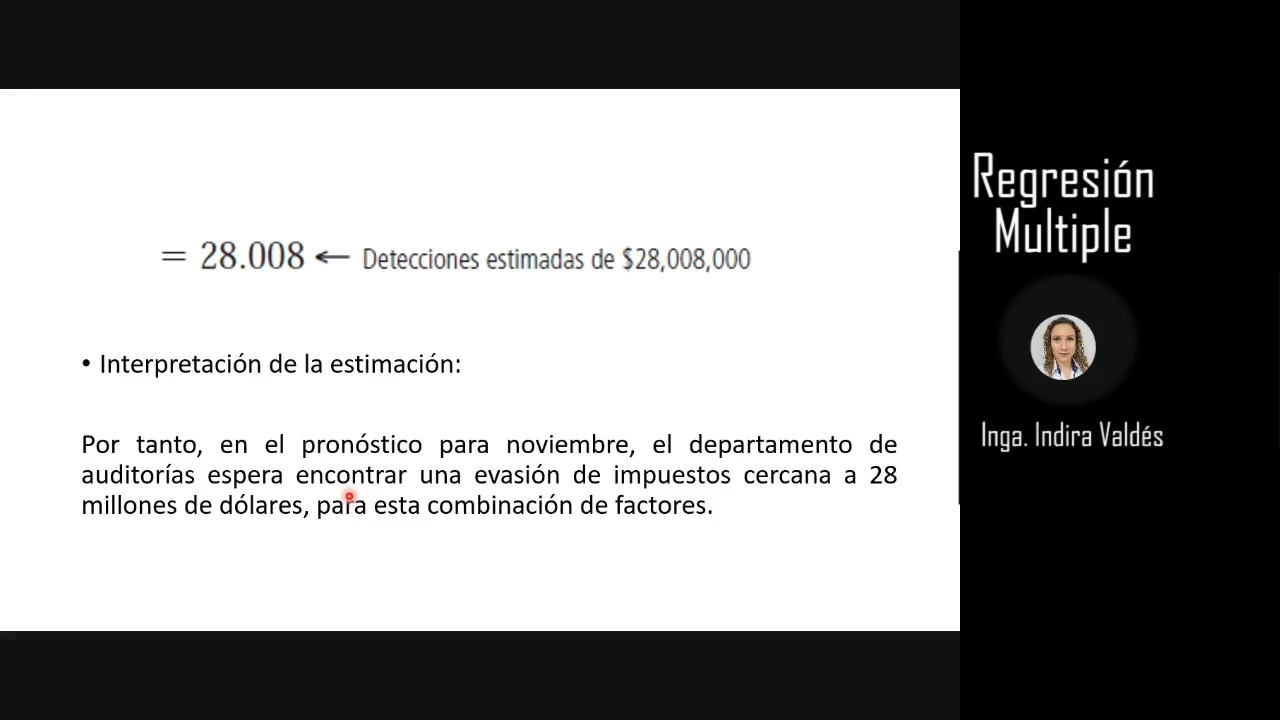 = 28.008 ← Detecciones estimadas de $28,008,000
• Interpretación de la estimación:
Por tanto, en el pronóstico para noviembre, el departamento de
auditorías espera encontrar una evasión de impuestos cercana a 28
millones de dólares, para esta combinación de factores.
Regresión
Multiple
Inga. Indira Valdés